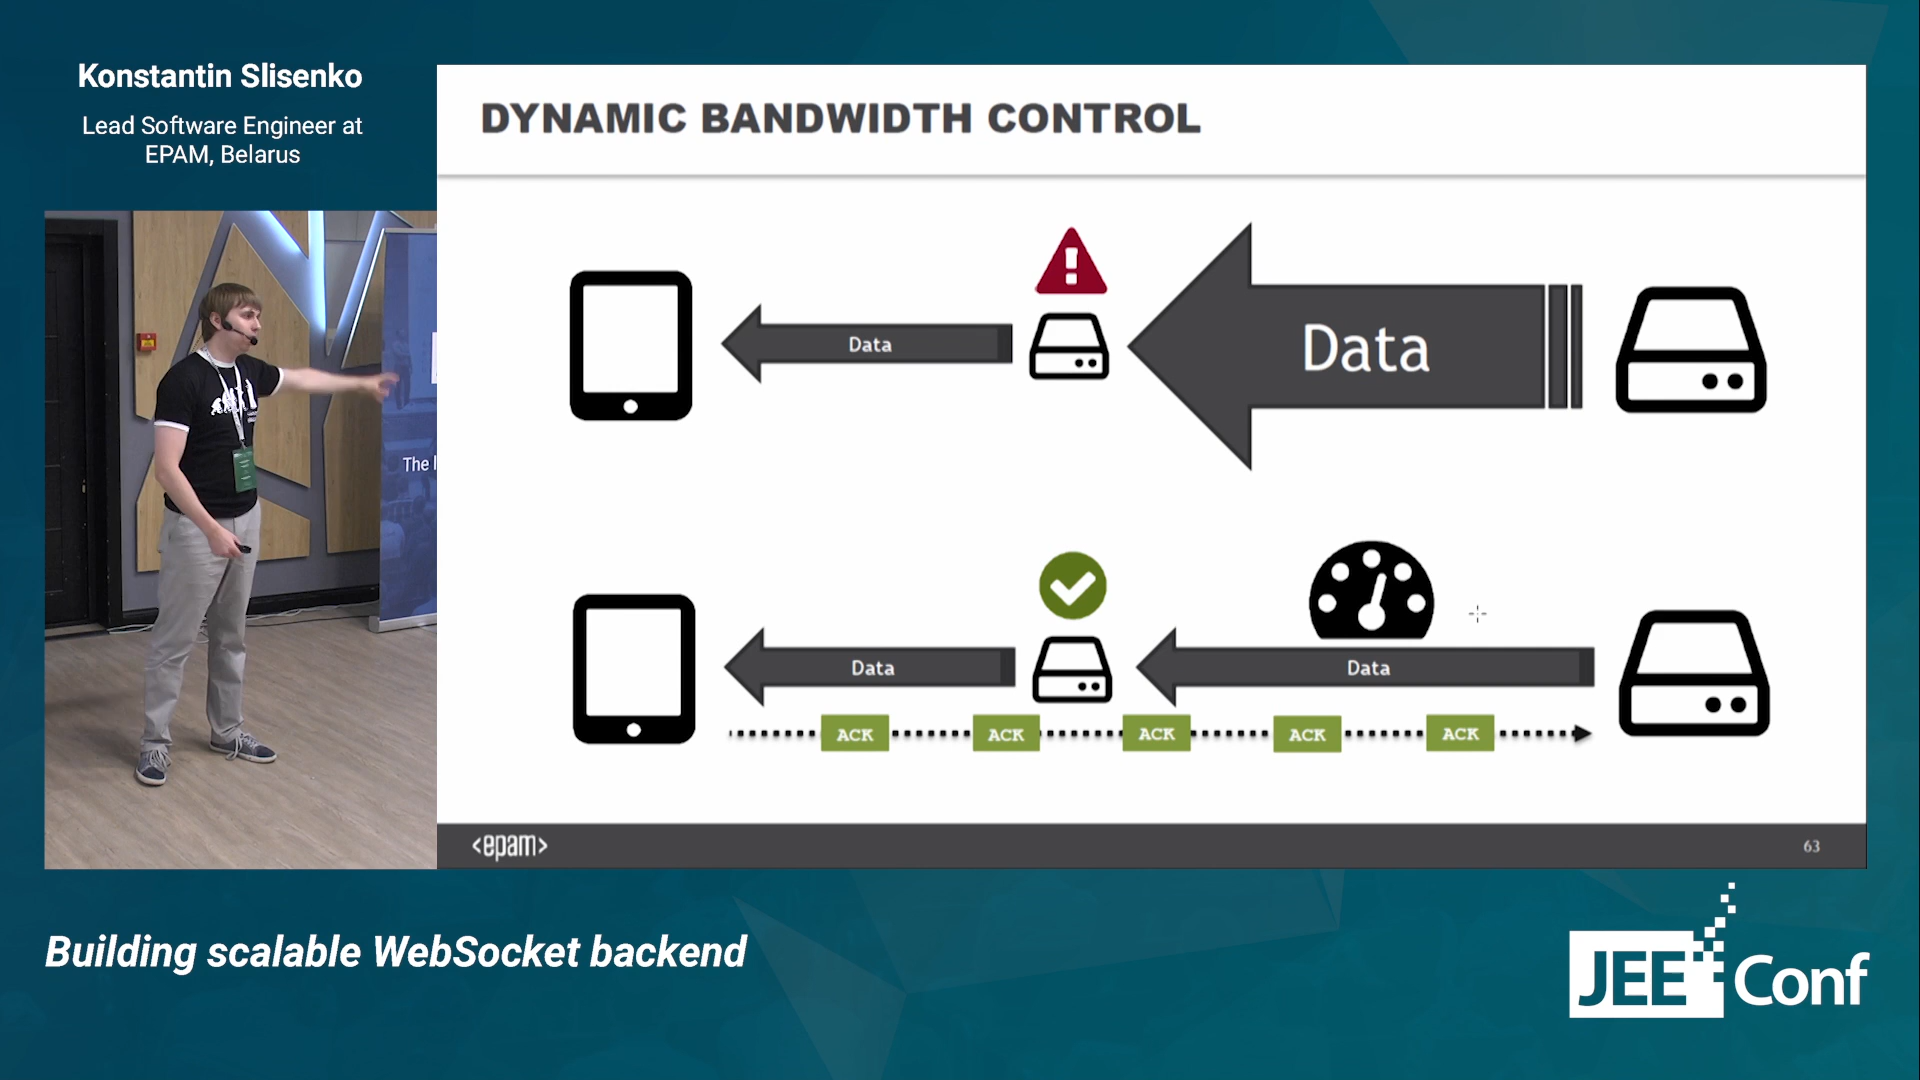 Konstantin Slisenko
Lead Software Engineer at
EPAM, Belarus
DYNAMIC BANDWIDTH CONTROL
Data
Data
The
Data
Data
ACK
ACK
ACK
ACK
ACK
<epam>
63
Building scalable WebSocket backend
JEE Conf